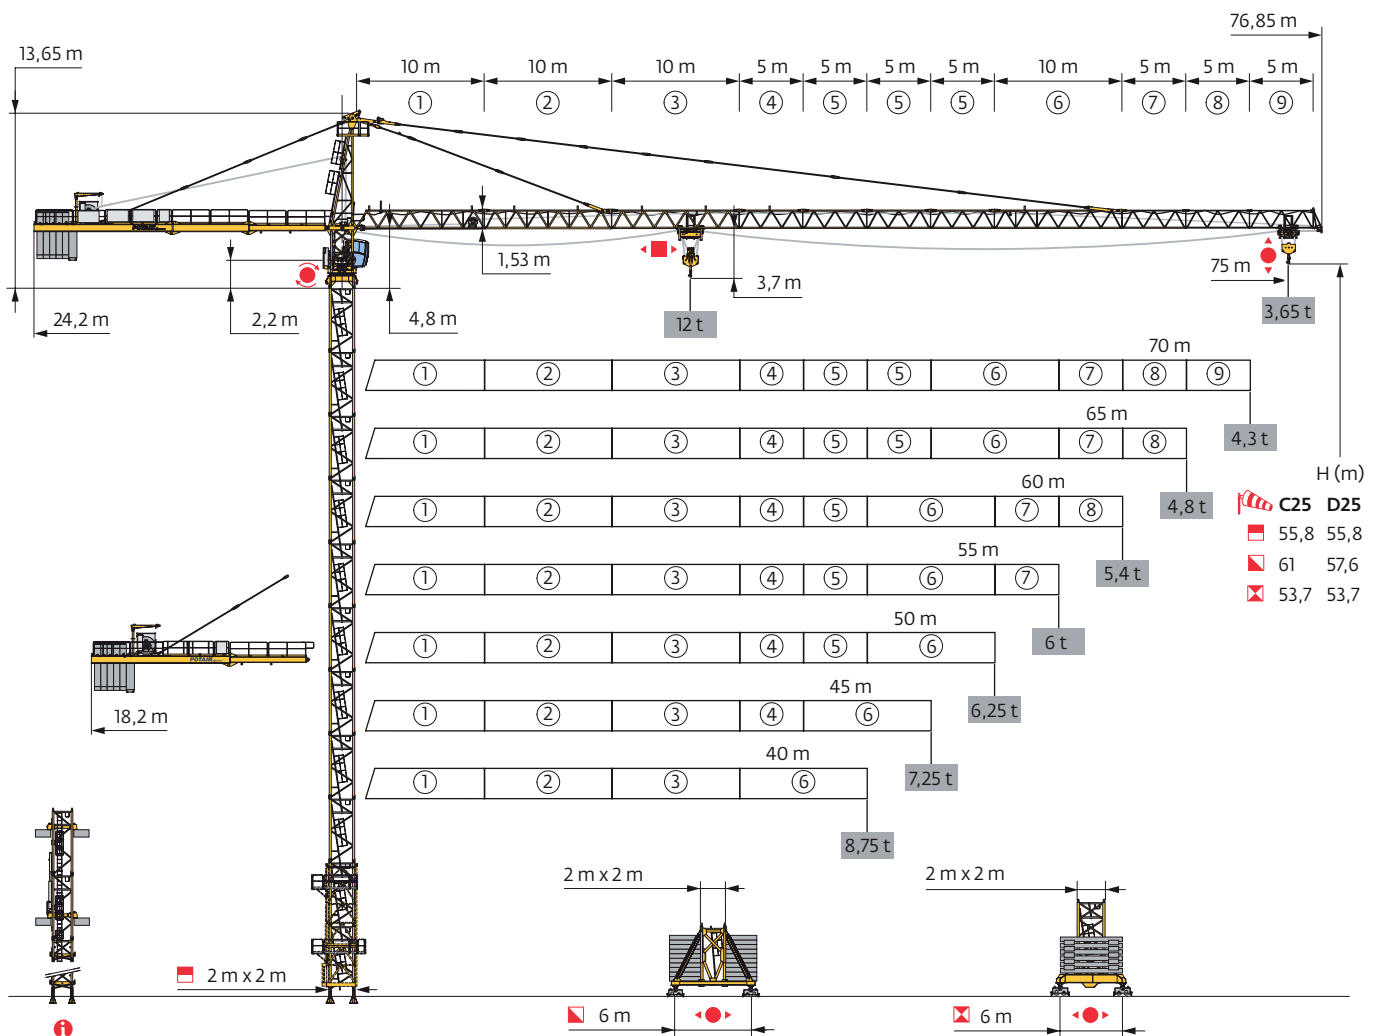 76,85 m
13,65 m
10 m 10 m 10 m 5 m 5 m 5 m 5 m 10 m 5 m 5 m 5 m
1 2 3 4 5 5 5 6 7 8 9
POTAIN
1,53 m
3,7 m
75 m
24,2 m
2,2 m
4,8 m
12 t
3,65 t
70 m
1 2 3 4 5 5 6 7 8 9
4,3 t
65 m
1 2 3 4 5 5 6 7 8
4,8 t
H (m)
C25 D25
55,8 55,8
61 57,6
53,7 53,7
60 m
1 2 3 4 5 6 7 8
5,4 t
55 m
1 2 3 4 5 6 7
6 t
50 m
1 2 3 4 5 6
6,25 t
POTAIN
18,2 m
45 m
1 2 3 4 6
7,25 t
40 m
1 2 3 6
8,75 t
2 m x 2 m
2 m x 2 m
2 m x 2 m
i
6 m
6 m